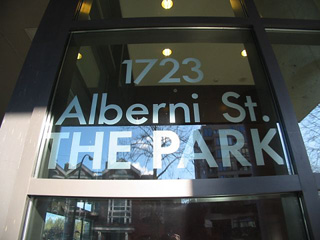 1723
Alberni St.
THE PARK